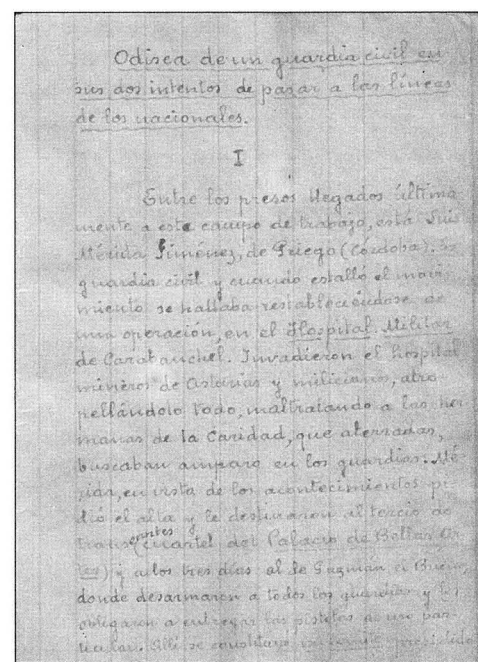 Odisea de un guardia civil en
sus dos intentos de pasar a las líneas
de los nacionales.
I
Entre los presos llegados última
mente a este campo de trabajo, está Luis
Mérida Jiménez, de Priego (Córdoba). Es
guardia civil y cuando estalló el movi
miento se hallaba restableciéndose de
una operación, en el Hospital Militar
de Carabanchel. Invadieron el hospital
mineros de Asturias y milicianos, atro
pellándolo todo, maltratando a las her
manas de la Caridad, que aterradas,
buscaban amparo en los guardias. Mé
rida, en vista de los acontecimientos pi
dió el alta y le destinaron al tercio de
(cuartel del Palacio de Bellas Ar
tes) y a los tres días al de Guzmán el Bueno,
donde desarmaron a todos los guardias y les
obligaron a entregar las pistolas de uso par
ticular. Allí se constituyó un